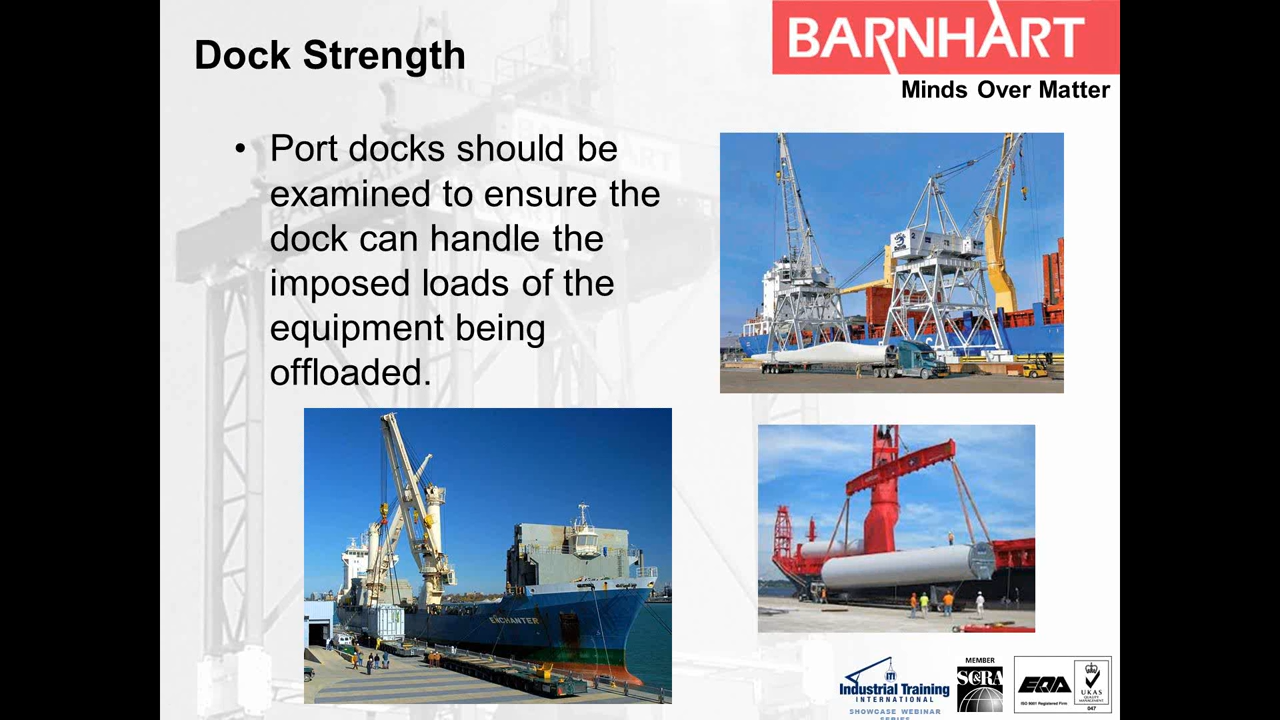 Dock Strength
BARNHART
Minds Over Matter
• Port docks should be
examined to ensure the
dock can handle the
imposed loads of the
equipment being
offloaded.
ENCHANTER
Industrial Training
INTERNATIONAL
SHOWCASE WEBINAR
SERIES
MEMBER
SC&RA
EQA
ISO 9001 Registered Firm
UKAS
QUALITY
MANAGEMENT
047